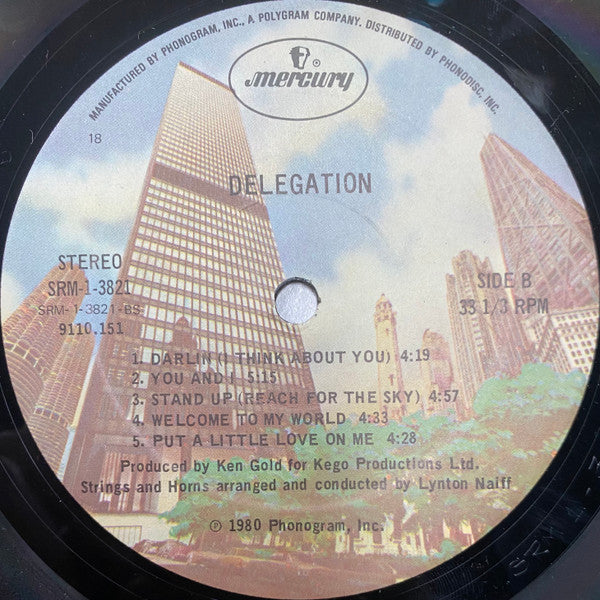 MANUFACTURED BY PHONOGRAM, INC., A POLYGRAM COMPANY. DISTRIBUTED BY PHONODISC, INC.
®
mercury
18
DELEGATION
STEREO
SRM-1-3821
SRM-1-3821-BS
9110.151
SIDE B
33 1/3 RPM
1. DARLIN (I THINK ABOUT YOU) 4:19
2. YOU AND I 5:15
3. STAND UP (REACH FOR THE SKY) 4:57
4. WELCOME TO MY WORLD 4:33
5. PUT A LITTLE LOVE ON ME 4:28
Produced by Ken Gold for Kego Productions Ltd.
Strings and Horns arranged and conducted by Lynton Naiff
℗ 1980 Phonogram, Inc.